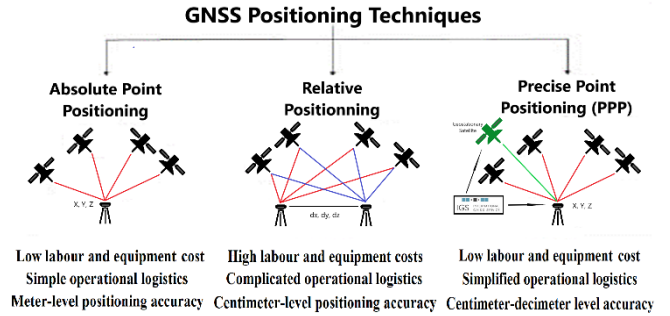 GNSS Positioning Techniques
Absolute Point
Positioning
Relative
Positionning
Precise Point
Positioning (PPP)
Satellite
X, Y, Z
dx, dy, dz
IGS
X, Y, Z
Low labour and equipment cost
Simple operational logistics
Meter-level positioning accuracy
High labour and equipment costs
Complicated operational logistics
Centimeter-level positioning accuracy
Low labour and equipment cost
Simplified operational logistics
Centimeter-decimeter level accuracy